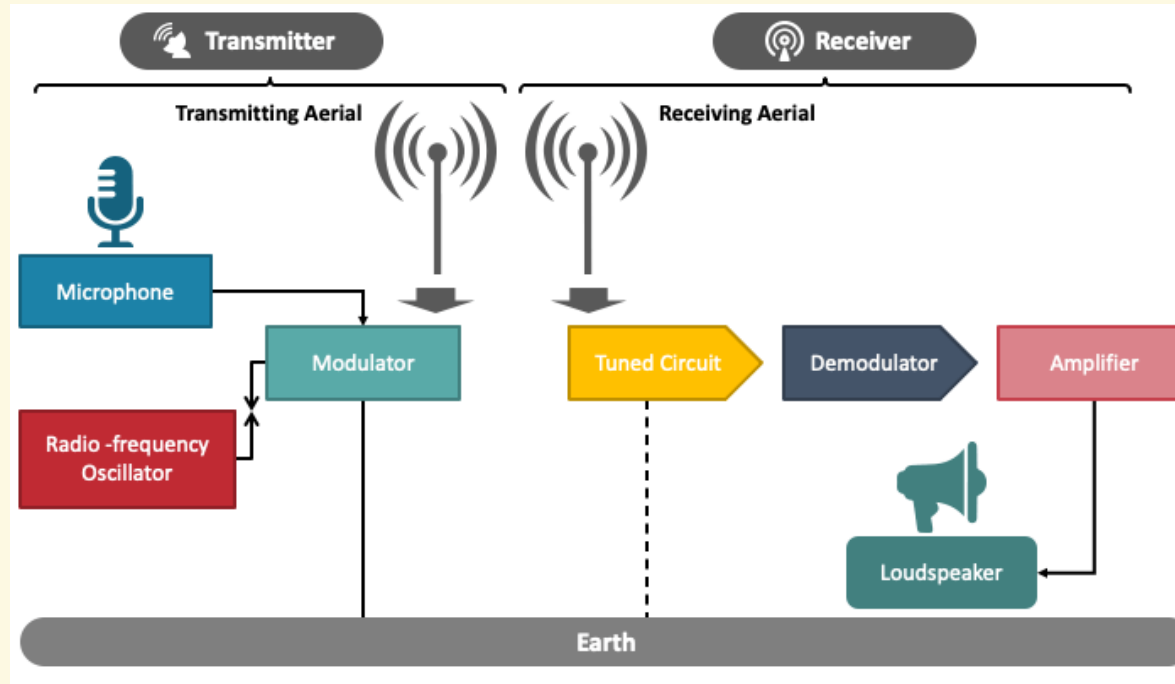 Transmitter
Receiver
Transmitting Aerial
Receiving Aerial
Microphone
Modulator
Tuned Circuit
Demodulator
Amplifier
Radio -frequency
Oscillator
Loudspeaker
Earth